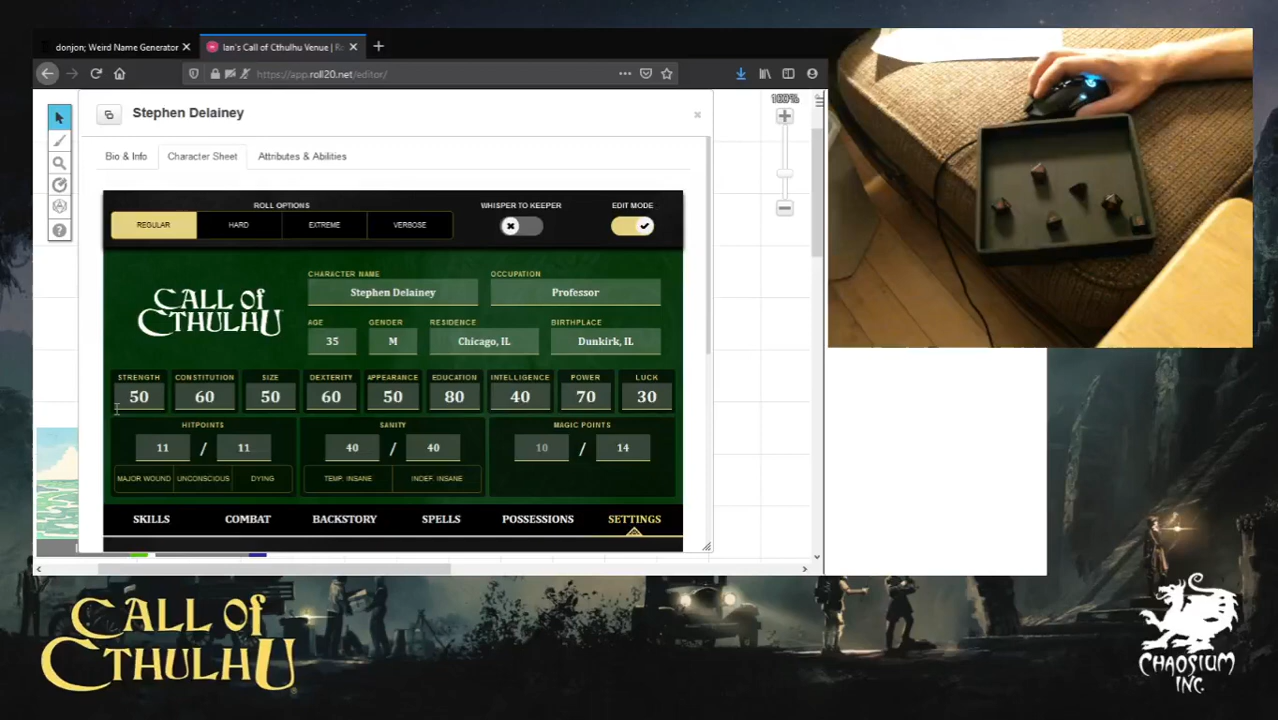 donjon; Weird Name Generator
Ian's Call of Cthulhu Venue | Ro
https://app.roll20.net/editor/
Stephen Delainey
Bio & Info
Character Sheet
Attributes & Abilities
ROLL OPTIONS
WHISPER TO KEEPER
EDIT MODE
REGULAR
HARD
EXTREME
VERBOSE
CALL of CTHULHU
CHARACTER NAME
Stephen Delainey
OCCUPATION
Professor
AGE
35
GENDER
M
RESIDENCE
Chicago, IL
BIRTHPLACE
Dunkirk, IL
STRENGTH CONSTITUTION SIZE DEXTERITY APPEARANCE EDUCATION INTELLIGENCE POWER LUCK
50 60 50 60 50 80 40 70 30
HITPOINTS
11 / 11
MAJOR WOUND UNCONSCIOUS DYING
SANITY
40 / 40
TEMP. INSANE INDEF. INSANE
MAGIC POINTS
10 / 14
SKILLS COMBAT BACKSTORY SPELLS POSSESSIONS SETTINGS
CALL of
CTHULHU
CHAOSIUM
INC.